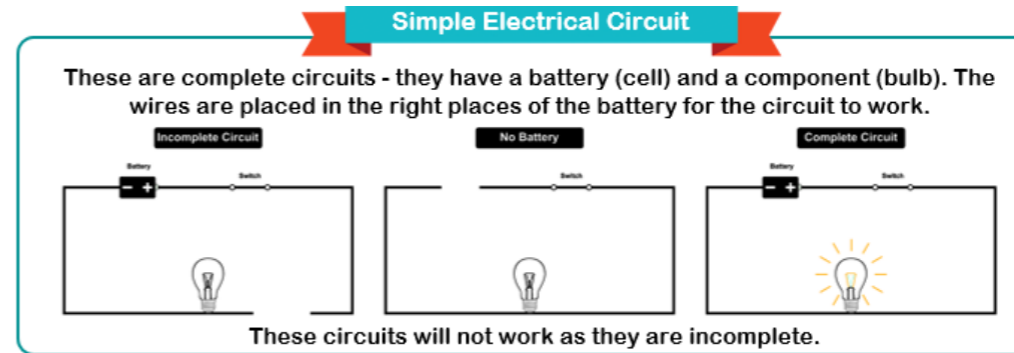 Simple Electrical Circuit
These are complete circuits - they have a battery (cell) and a component (bulb). The
wires are placed in the right places of the battery for the circuit to work.
Incomplete Circuit
No Battery
Complete Circuit
Battery
Switch
Switch
Battery
Switch
- +
- +
These circuits will not work as they are incomplete.